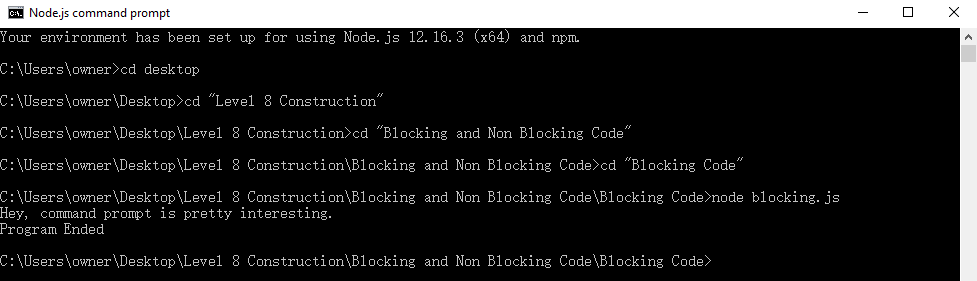 Node.js command prompt
Your environment has been set up for using Node.js 12.16.3 (x64) and npm.
C:\Users\owner>cd desktop
C:\Users\owner\Desktop>cd "Level 8 Construction"
C:\Users\owner\Desktop\Level 8 Construction>cd "Blocking and Non Blocking Code"
C:\Users\owner\Desktop\Level 8 Construction\Blocking and Non Blocking Code>cd "Blocking Code"
C:\Users\owner\Desktop\Level 8 Construction\Blocking and Non Blocking Code\Blocking Code>node blocking.js
Hey, command prompt is pretty interesting.
Program Ended
C:\Users\owner\Desktop\Level 8 Construction\Blocking and Non Blocking Code\Blocking Code>